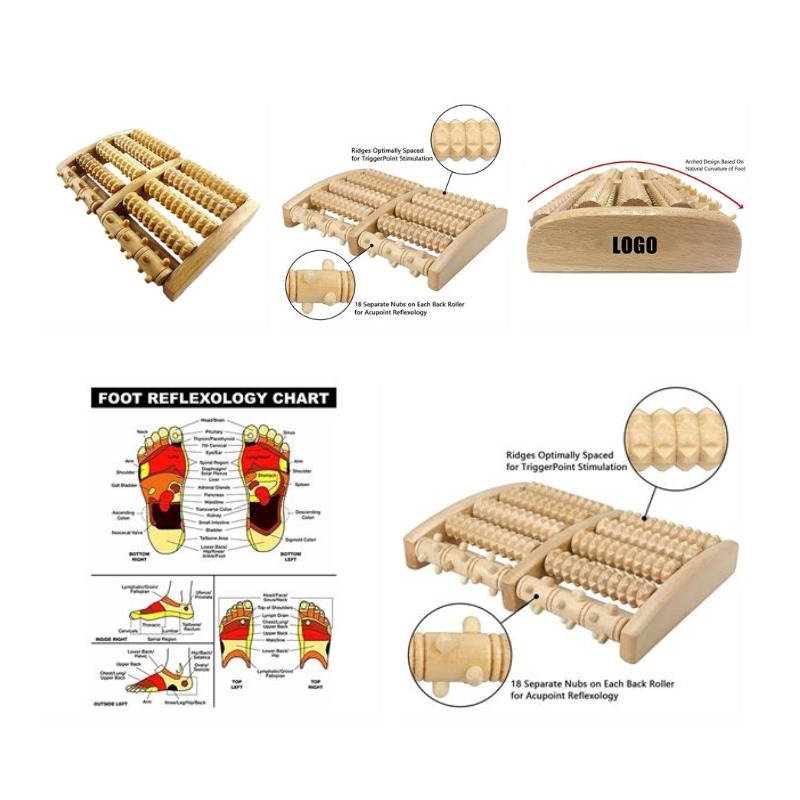 Ridges Optimally Spaced
for TriggerPoint Stimulation
18 Separate Nubs on Each Back Roller
for Acupoint Reflexology
Arched Design Based On
Natural Curvature of Foot
LOGO
FOOT REFLEXOLOGY CHART
Head/Brain
Neck
Pituitary
Sinus
Thyroid/Parathyroid
7th Cervical
Eye/Ear
Lung
Lung/Heart
Arm
Spinal Region
Arm
Shoulder
Diaphragm/
Solar Plexus
Shoulder
Liver
Stomach
Gall Bladder
Adrenal Glands
Spleen
Pancreas
Waistline
Ascending
Colon
Transverse Colon
Kidney
Descending
Colon
Small Intestine
Bladder
Ileocecal Valve
Tailbone Area
Sigmoid Colon
Lower Back/
Hip/Knee/
Ankle/Foot
BOTTOM
RIGHT
BOTTOM
LEFT
Lymphatic/Groin/
Fallopian
Uterus/
Prostate
Thoracic
Cervicals
Lumbar
Tailbone/
Rectum
INSIDE RIGHT
Spinal Region
Lower Back/
Pelvic
Hip/Back/
Sciatica
Chest/Lung/
Upper Back
Ovary/
Testicle
Arm
Knee/Leg/Hip/Back
OUTSIDE LEFT
Head/Face/
Sinus/Neck
Top of Shoulders
Lymph Drain
Chest/Lung/
Upper Back
Upper Back
Waistline
Lower Back/
Hip
Lymphatic/Groin/
Fallopian
TOP
LEFT
TOP
RIGHT
Ridges Optimally Spaced
for TriggerPoint Stimulation
18 Separate Nubs on Each Back Roller
for Acupoint Reflexology